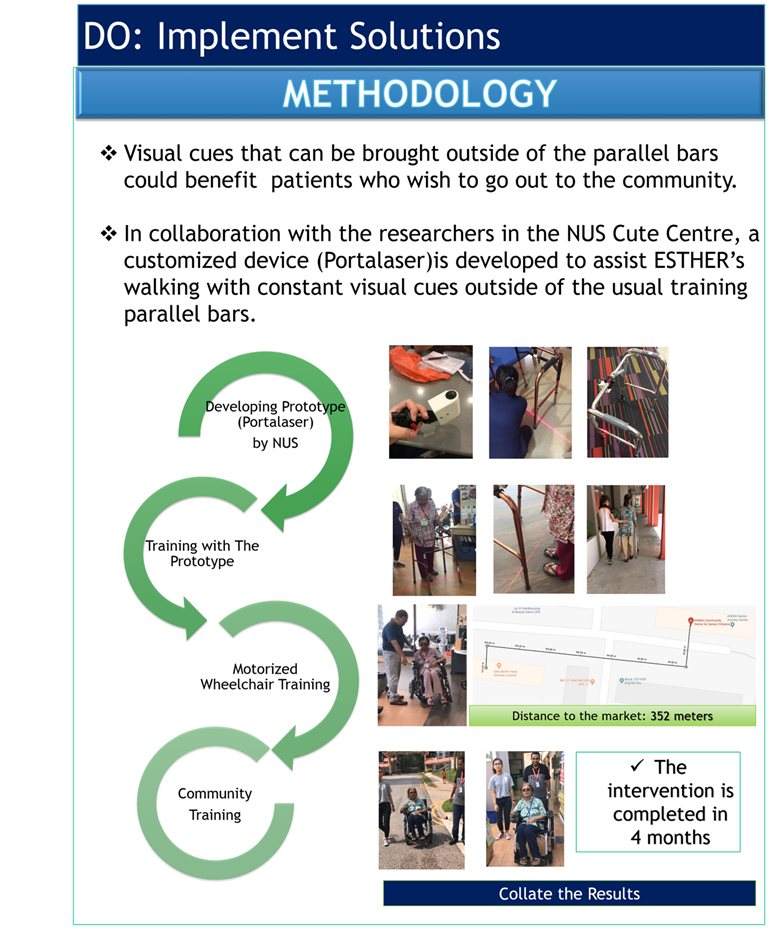 DO: Implement Solutions
METHODOLOGY
❖ Visual cues that can be brought outside of the parallel bars
could benefit patients who wish to go out to the community.
❖ In collaboration with the researchers in the NUS Cute Centre, a
customized device (Portalaser)is developed to assist ESTHER’s
walking with constant visual cues outside of the usual training
parallel bars.
Developing Prototype
(Portalaser)
by NUS
Training with The
Prototype
Motorized
Wheelchair Training
Distance to the market: 352 meters
Community
Training
✓ The
intervention is
completed in
4 months
Collate the Results